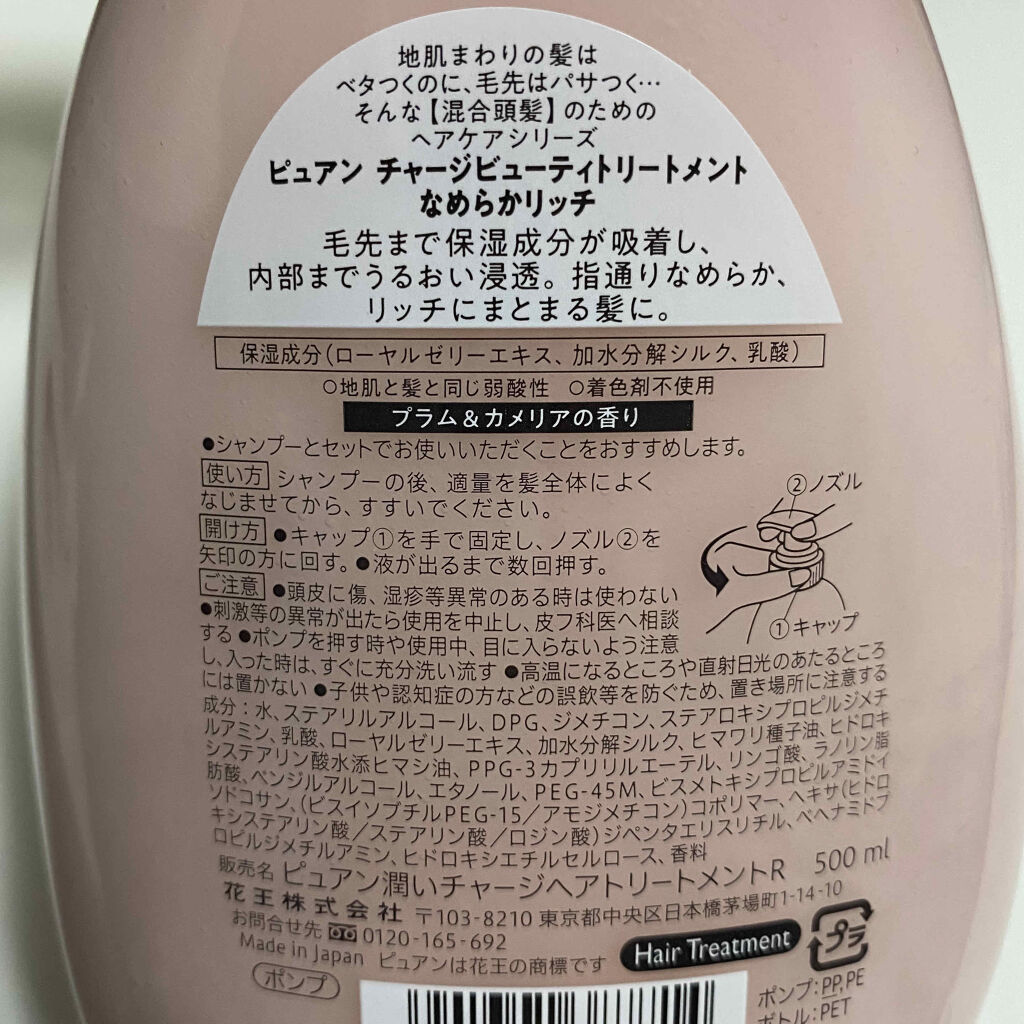 地肌まわりの髪は
ベタつくのに、毛先はパサつく…
そんな【混合頭髪】のための
ヘアケアシリーズ
ピュアン チャージビューティトリートメント
なめらかリッチ
毛先まで保湿成分が吸着し、
内部までうるおい浸透。指通りなめらか、
リッチにまとまる髪に。
保湿成分(ローヤルゼリーエキス、加水分解シルク、乳酸)
○地肌と髪と同じ弱酸性 ○着色剤不使用
プラム&カメリアの香り
●シャンプーとセットでお使いいただくことをおすすめします。
使い方 シャンプーの後、適量を髪全体によく
なじませてから、すすいでください。
開け方 ●キャップ①を手で固定し、ノズル②を
矢印の方に回す。●液が出るまで数回押す。
②ノズル
①キャップ
ご注意 ●頭皮に傷、湿疹等異常のある時は使わない
●刺激等の異常が出たら使用を中止し、皮フ科医へ相談
する ●ポンプを押す時や使用中、目に入らないよう注意
し、入った時は、すぐに充分洗い流す ●高温になるところや直射日光のあたるところ
には置かない ●子供や認知症の方などの誤飲等を防ぐため、置き場所に注意する
成分:水、ステアリルアルコール、DPG、ジメチコン、ステアロキシプロピルジメチ
ルアミン、乳酸、ローヤルゼリーエキス、加水分解シルク、ヒマワリ種子油、ヒドロキ
システアリン酸水添ヒマシ油、PPG-3カプリリルエーテル、リンゴ酸、ラノリン脂
肪酸、ベンジルアルコール、エタノール、PEG-45M、ビスメトキシプロピルアミドイ
ソドコサン、(ビスイソブチルPEG-15/アモジメチコン)コポリマー、ヘキサ(ヒドロ
キシステアリン酸/ステアリン酸/ロジン酸)ジペンタエリスリチル、ベヘナミドプ
ロピルジメチルアミン、ヒドロキシエチルセルロース、香料
販売名 ピュアン潤いチャージヘアトリートメントR 500 ml
花王株式会社 〒103-8210 東京都中央区日本橋茅場町1-14-10
お問合せ先 0120-165-692
Made in Japan ピュアンは花王の商標です
Hair Treatment
プラ
ポンプ
ポンプ:PP,PE
ボトル:PET